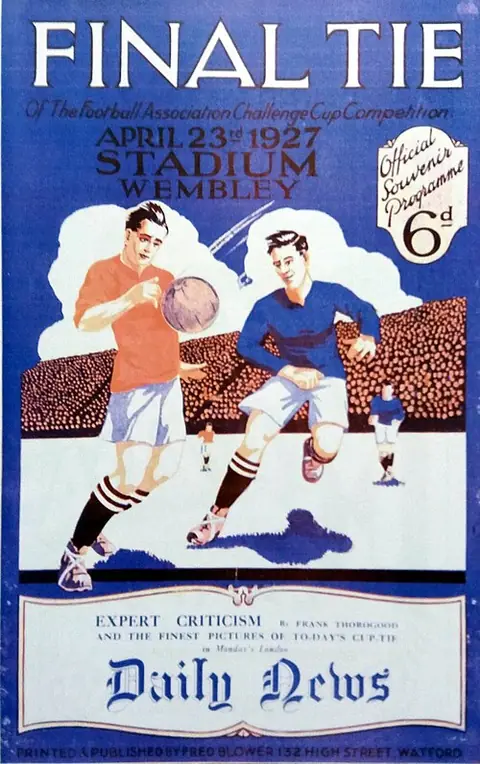 FINAL TIE
Of The Football Association Challenge Cup Competition.
APRIL 23rd 1927
STADIUM
WEMBLEY
Official
Souvenir
Programme
6d
EXPERT CRITICISM By FRANK THOROGOOD
AND THE FINEST PICTURES OF TO-DAY'S CUP-TIE
in Monday's London
Daily News
PRINTED & PUBLISHED BY FRED BLOWER 132 HIGH STREET, WATFORD